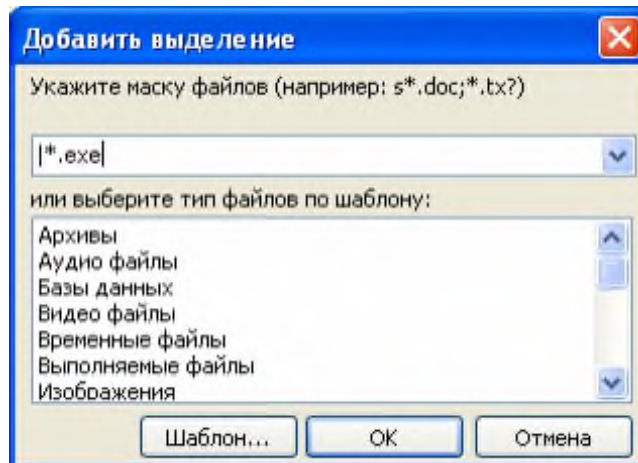 Добавить выделение
Укажите маску файлов (например: s*.doc;*.tx?)
|*.exe
или выберите тип файлов по шаблону:
Архивы
Аудио файлы
Базы данных
Видео файлы
Временные файлы
Выполняемые файлы
Изображения
Шаблон... ОК Отмена